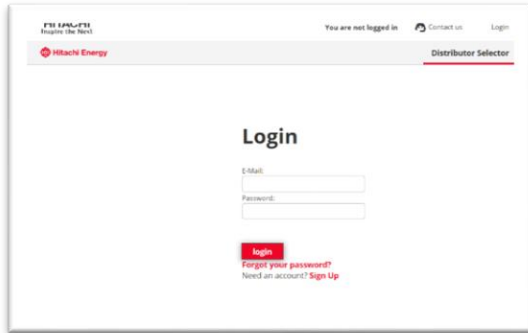 HITACHI
Inspire the Next
You are not logged in Contact us Login
Hitachi Energy
Distributor Selector
Login
E-Mail:
Password:
login
Forgot your password?
Need an account? Sign Up